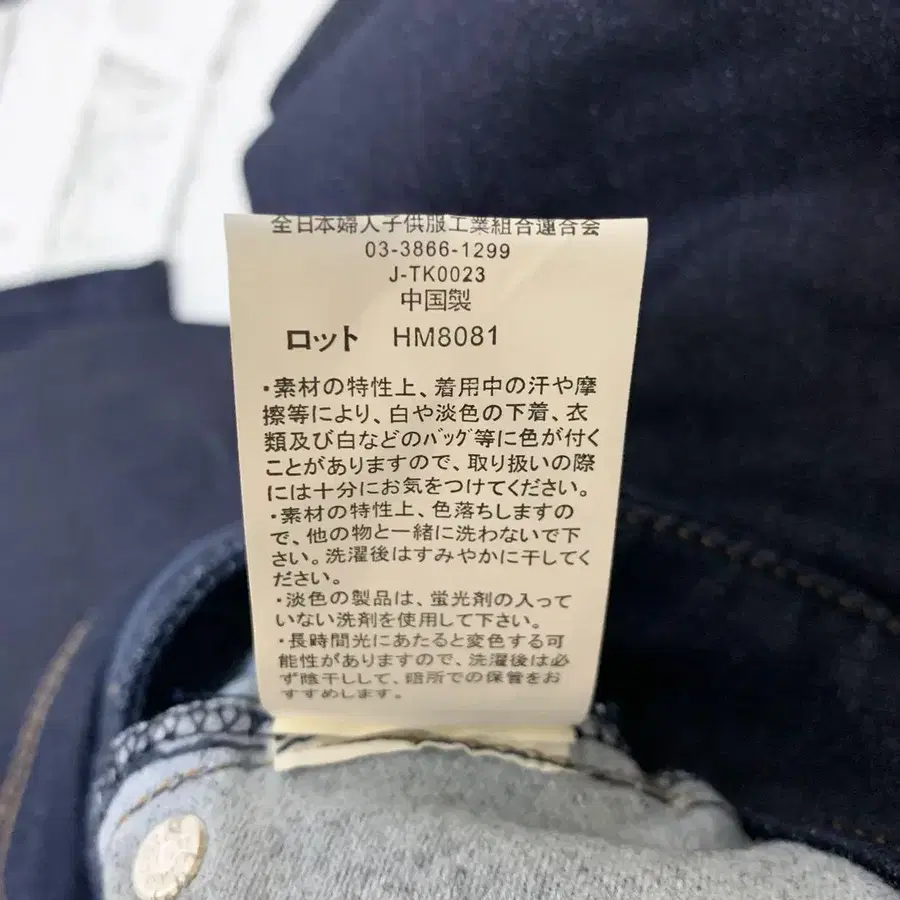 全日本婦人子供服工業組合連合会
03-3866-1299
J-TK0023
中国製
ロット HM8081
・素材の特性上、着用中の汗や摩
擦等により、白や淡色の下着、衣
類及び白などのﾊﾞｯｸﾞ等に色が付く
ことがありますので、取り扱いの際
には十分にお気をつけてください。
・素材の特性上、色落ちしますの
で、他の物と一緒に洗わないで下
さい。洗濯後はすみやかに干してく
ださい。
・淡色の製品は、蛍光剤の入って
いない洗剤を使用して下さい。
・長時間光にあたると変色する可
能性がありますので、洗濯後は必
ず陰干しして、暗所での保管をお
すすめします。